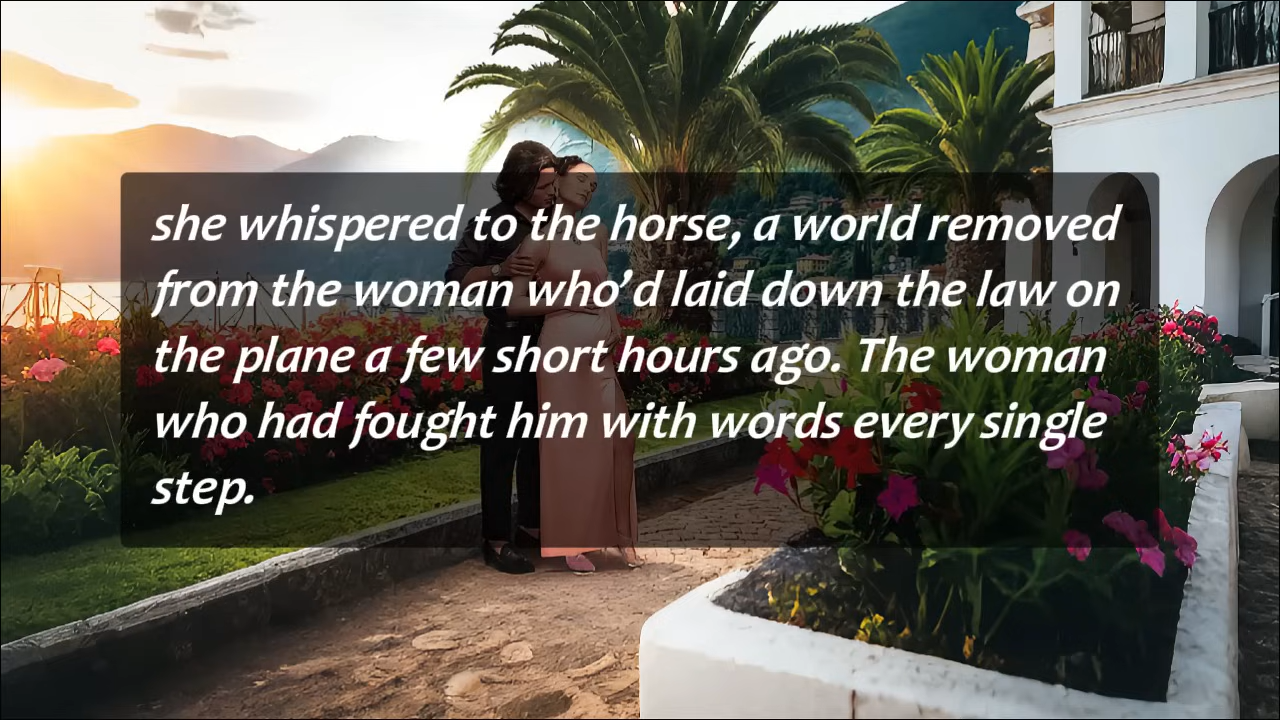 she whispered to the horse, a world removed
from the woman who’d laid down the law on
the plane a few short hours ago. The woman
who had fought him with words every single
step.